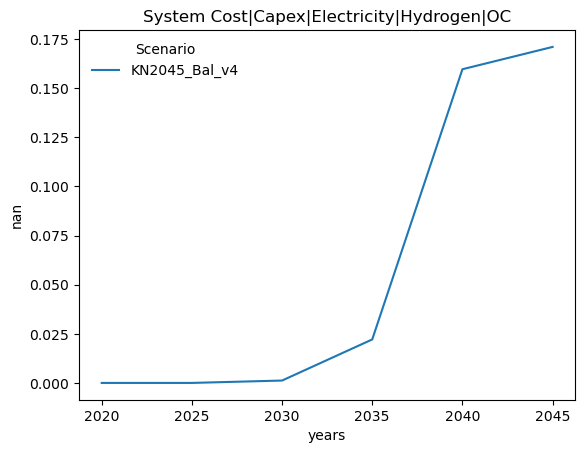 System Cost|Capex|Electricity|Hydrogen|OC
Scenario
KN2045_Bal_v4
0.175
0.150
0.125
0.100
0.075
0.050
0.025
0.000
nan
2020 2025 2030 2035 2040 2045
years